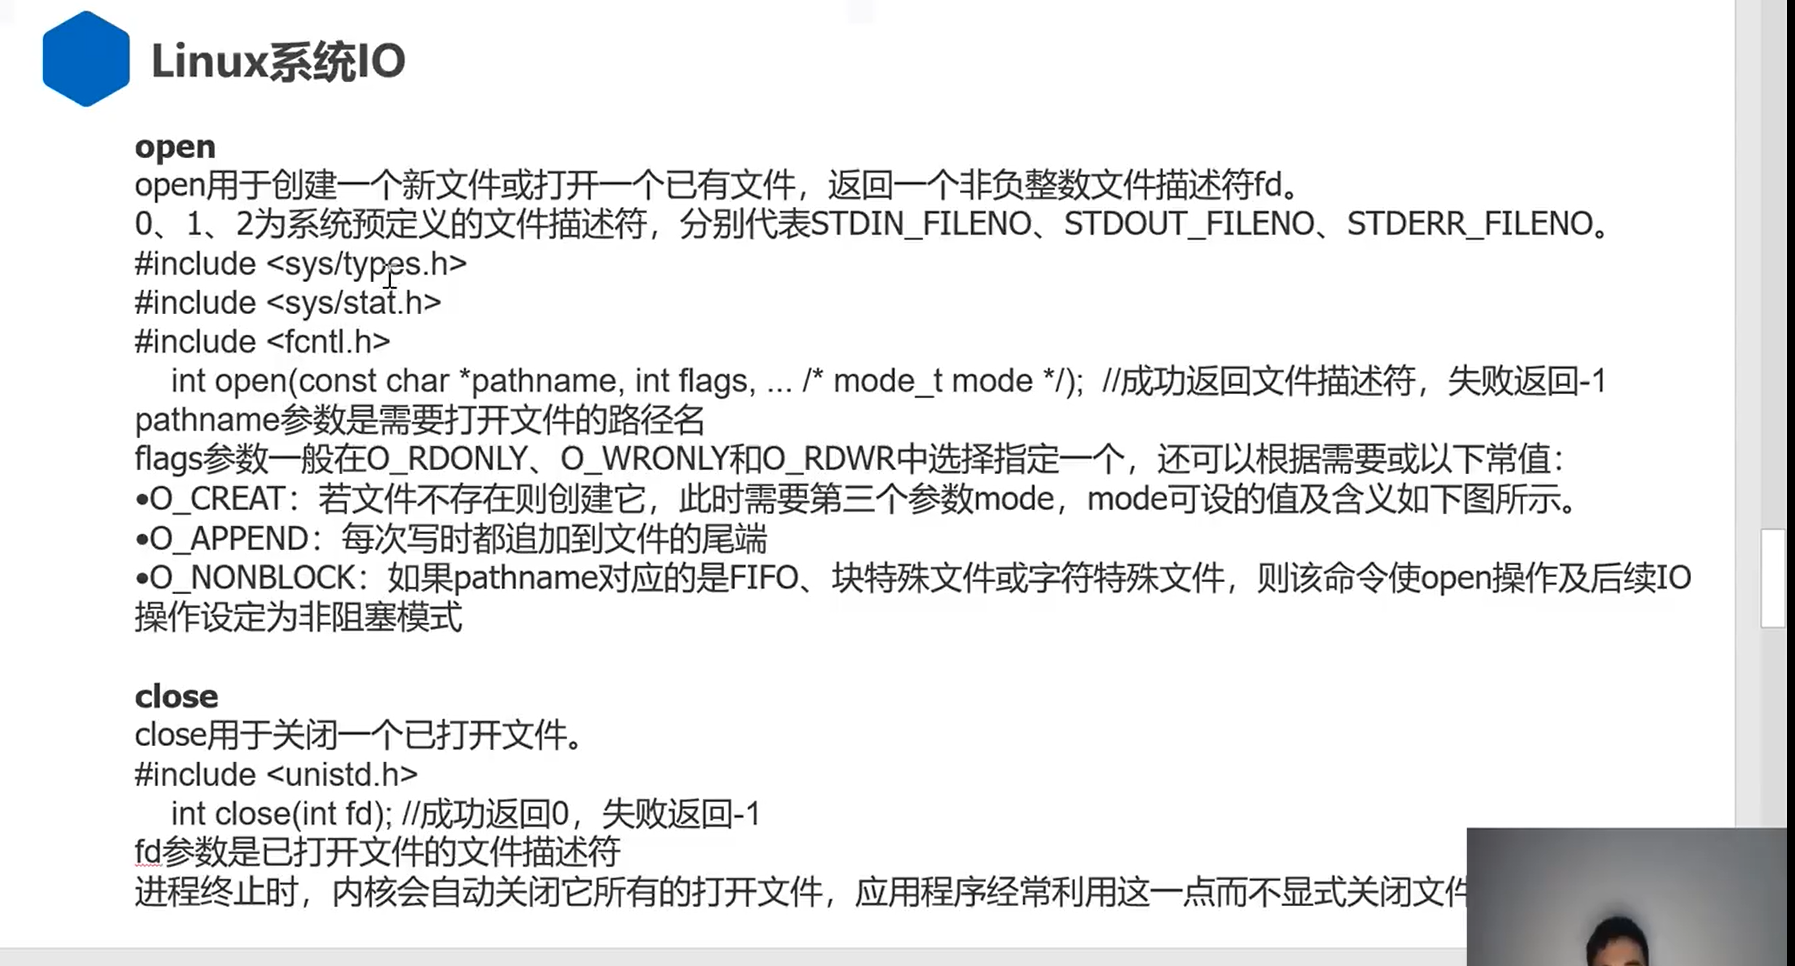 Linux系统IO
open
open用于创建一个新文件或打开一个已有文件，返回一个非负整数文件描述符fd。
0、1、2为系统预定义的文件描述符，分别代表STDIN_FILENO、STDOUT_FILENO、STDERR_FILENO。
#include <sys/types.h>
#include <sys/stat.h>
#include <fcntl.h>
int open(const char *pathname, int flags, ... /* mode_t mode */); //成功返回文件描述符，失败返回-1
pathname参数是需要打开文件的路径名
flags参数一般在O_RDONLY、O_WRONLY和O_RDWR中选择指定一个，还可以根据需要或以下常值：
•O_CREAT：若文件不存在则创建它，此时需要第三个参数mode，mode可设的值及含义如下图所示。
•O_APPEND：每次写时都追加到文件的尾端
•O_NONBLOCK：如果pathname对应的是FIFO、块特殊文件或字符特殊文件，则该命令使open操作及后续IO
操作设定为非阻塞模式
close
close用于关闭一个已打开文件。
#include <unistd.h>
int close(int fd); //成功返回0，失败返回-1
fd参数是已打开文件的文件描述符
进程终止时，内核会自动关闭它所有的打开文件，应用程序经常利用这一点而不显式关闭文件